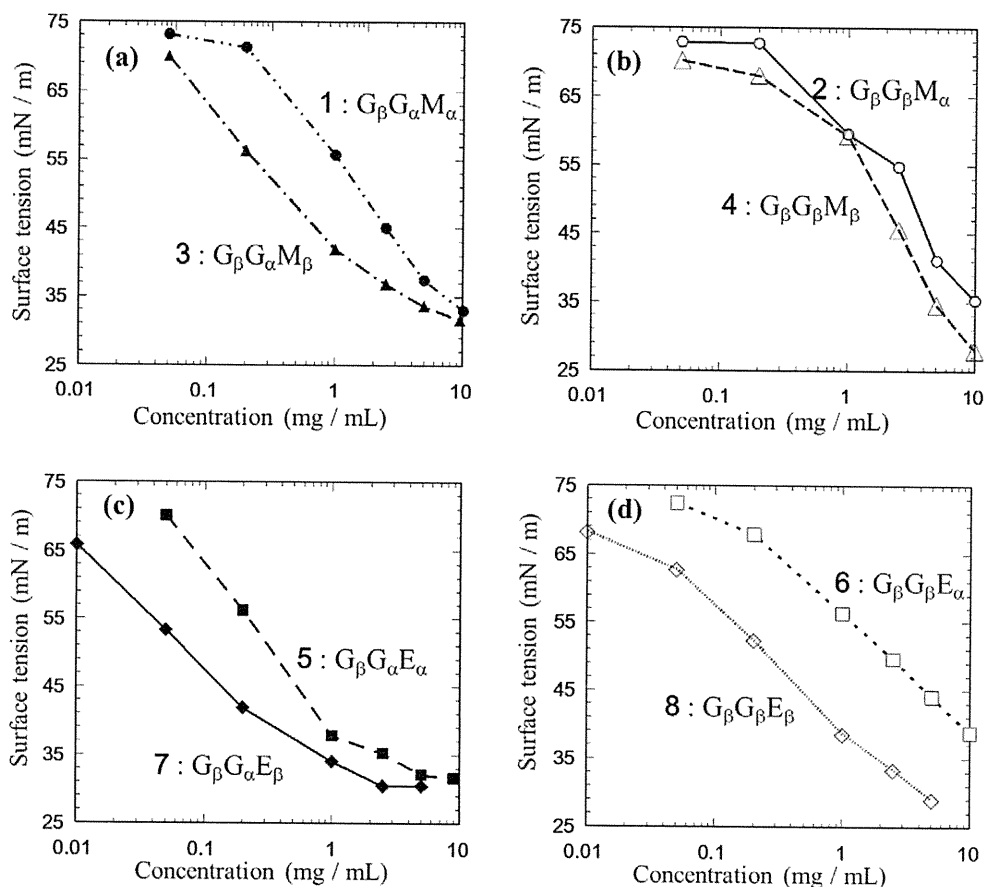 (a)
75
65
55
45
35
25
Surface tension (mN / m)
1 : GβGαMα
3 : GβGαMβ
0.01 0.1 1 10
Concentration (mg / mL)
(b)
75
65
55
45
35
25
Surface tension (mN / m)
2 : GβGβMα
4 : GβGβMβ
0.01 0.1 1 10
Concentration (mg / mL)
(c)
75
65
55
45
35
25
Surface tension (mN / m)
5 : GβGαEα
7 : GβGαEβ
0.01 0.1 1 10
Concentration (mg / mL)
(d)
75
65
55
45
35
25
Surface tension (mN / m)
6 : GβGβEα
8 : GβGβEβ
0.01 0.1 1 10
Concentration (mg / mL)